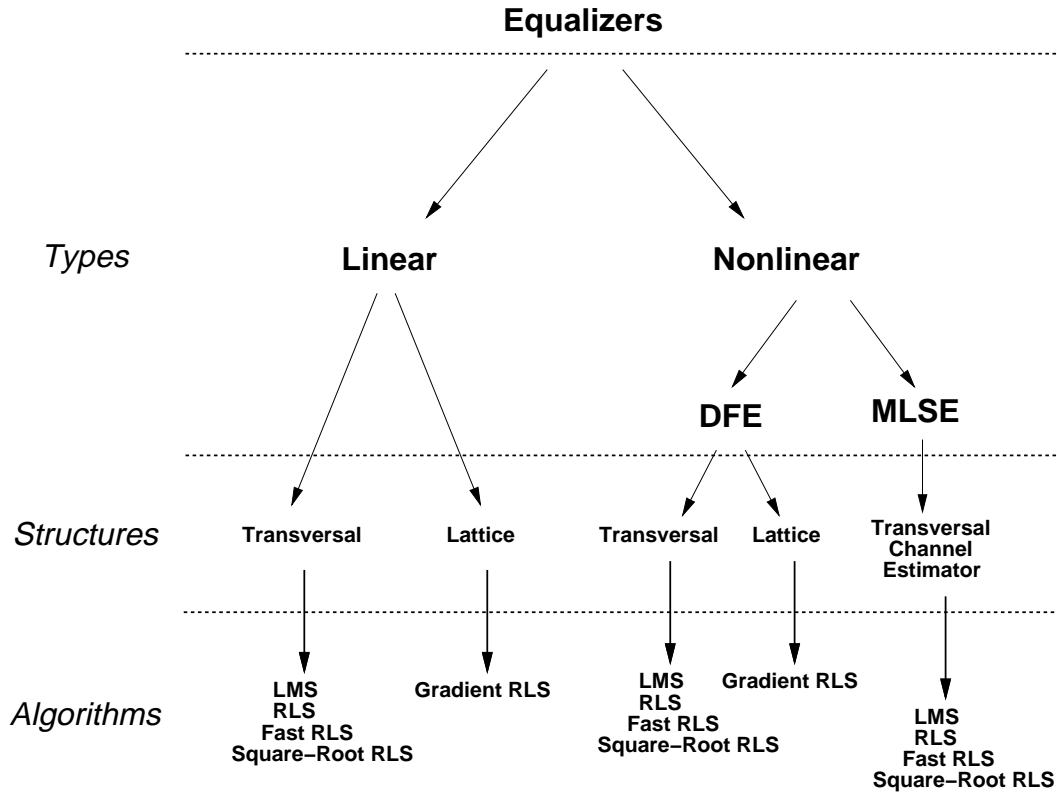 Equalizers
Types
Linear
Nonlinear
DFE
MLSE
Structures
Transversal
Lattice
Transversal
Lattice
Transversal
Channel
Estimator
Algorithms
LMS
RLS
Fast RLS
Square−Root RLS
Gradient RLS
LMS
RLS
Fast RLS
Square−Root RLS
Gradient RLS
LMS
RLS
Fast RLS
Square−Root RLS